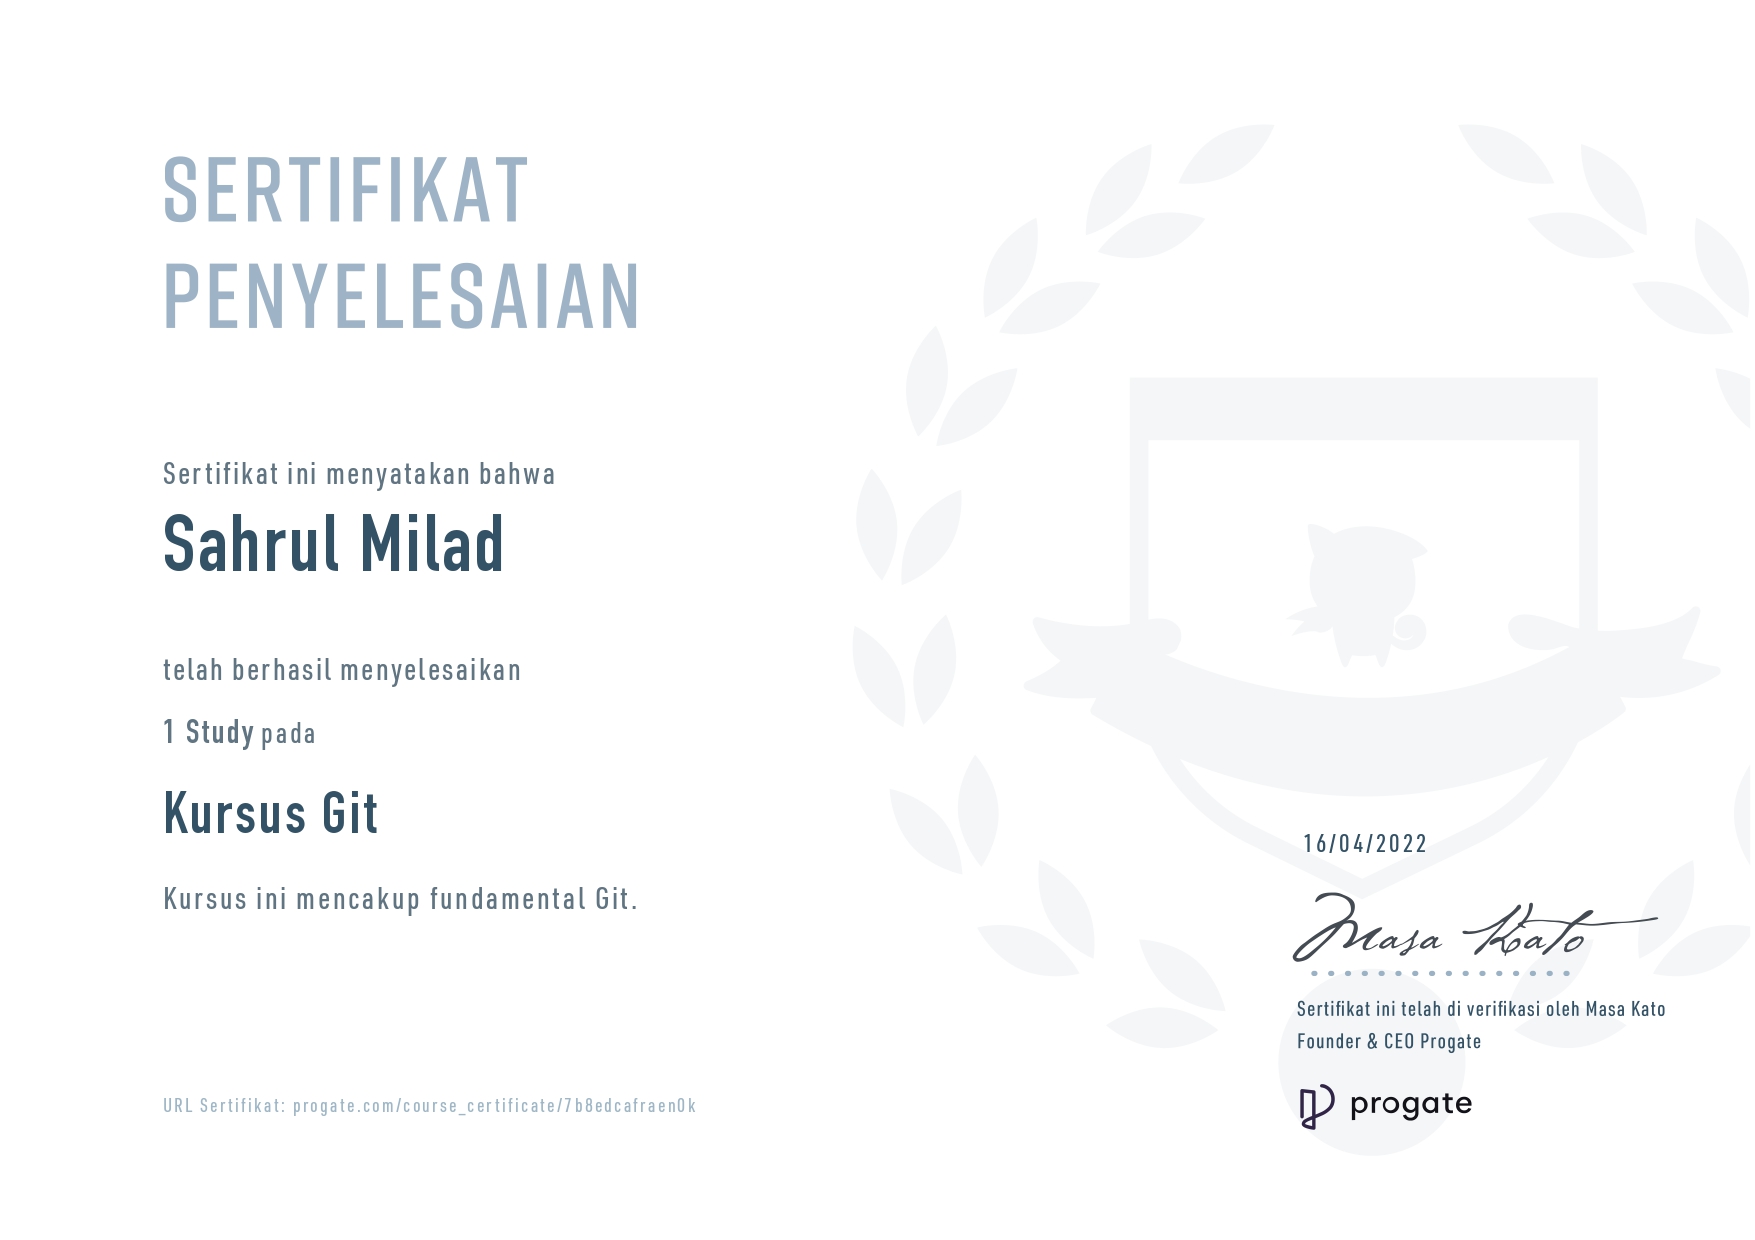 SERTIFIKAT
PENYELESAIAN
Sertifikat ini menyatakan bahwa
Sahrul Milad
telah berhasil menyelesaikan
1 Study pada
Kursus Git
Kursus ini mencakup fundamental Git.
16/04/2022
Masa Kato
Sertifikat ini telah di verifikasi oleh Masa Kato
Founder & CEO Progate
URL Sertifikat: progate.com/course_certificate/7b8edcafraen0k
progate